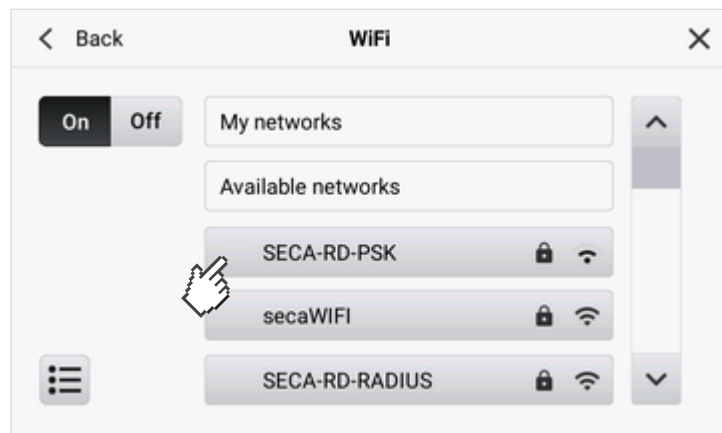 Back
WiFi
On
Off
My networks
Available networks
SECA-RD-PSK
secaWIFI
SECA-RD-RADIUS